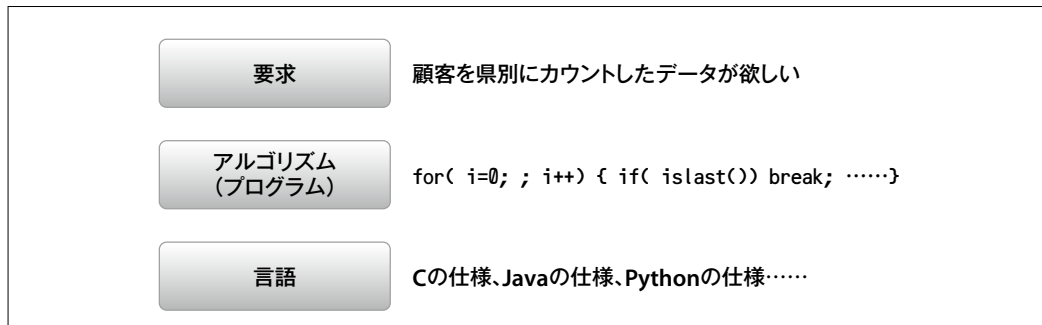 要求 顧客を県別にカウントしたデータが欲しい
アルゴリズム
(プログラム)
for( i=0; ; i++) { if( islast()) break; ……}
言語 Cの仕様、Javaの仕様、Pythonの仕様……